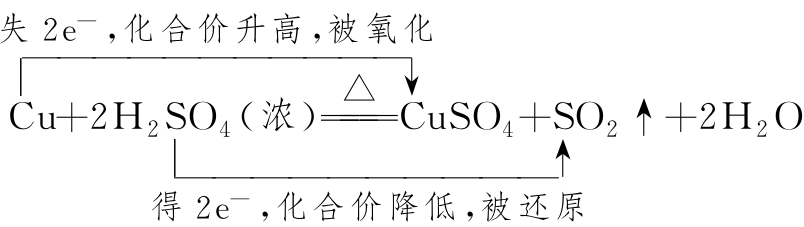 失 2e⁻,化合价升高,被氧化
△
Cu+2H₂SO₄(浓)══CuSO₄+SO₂↑+2H₂O
得 2e⁻,化合价降低,被还原